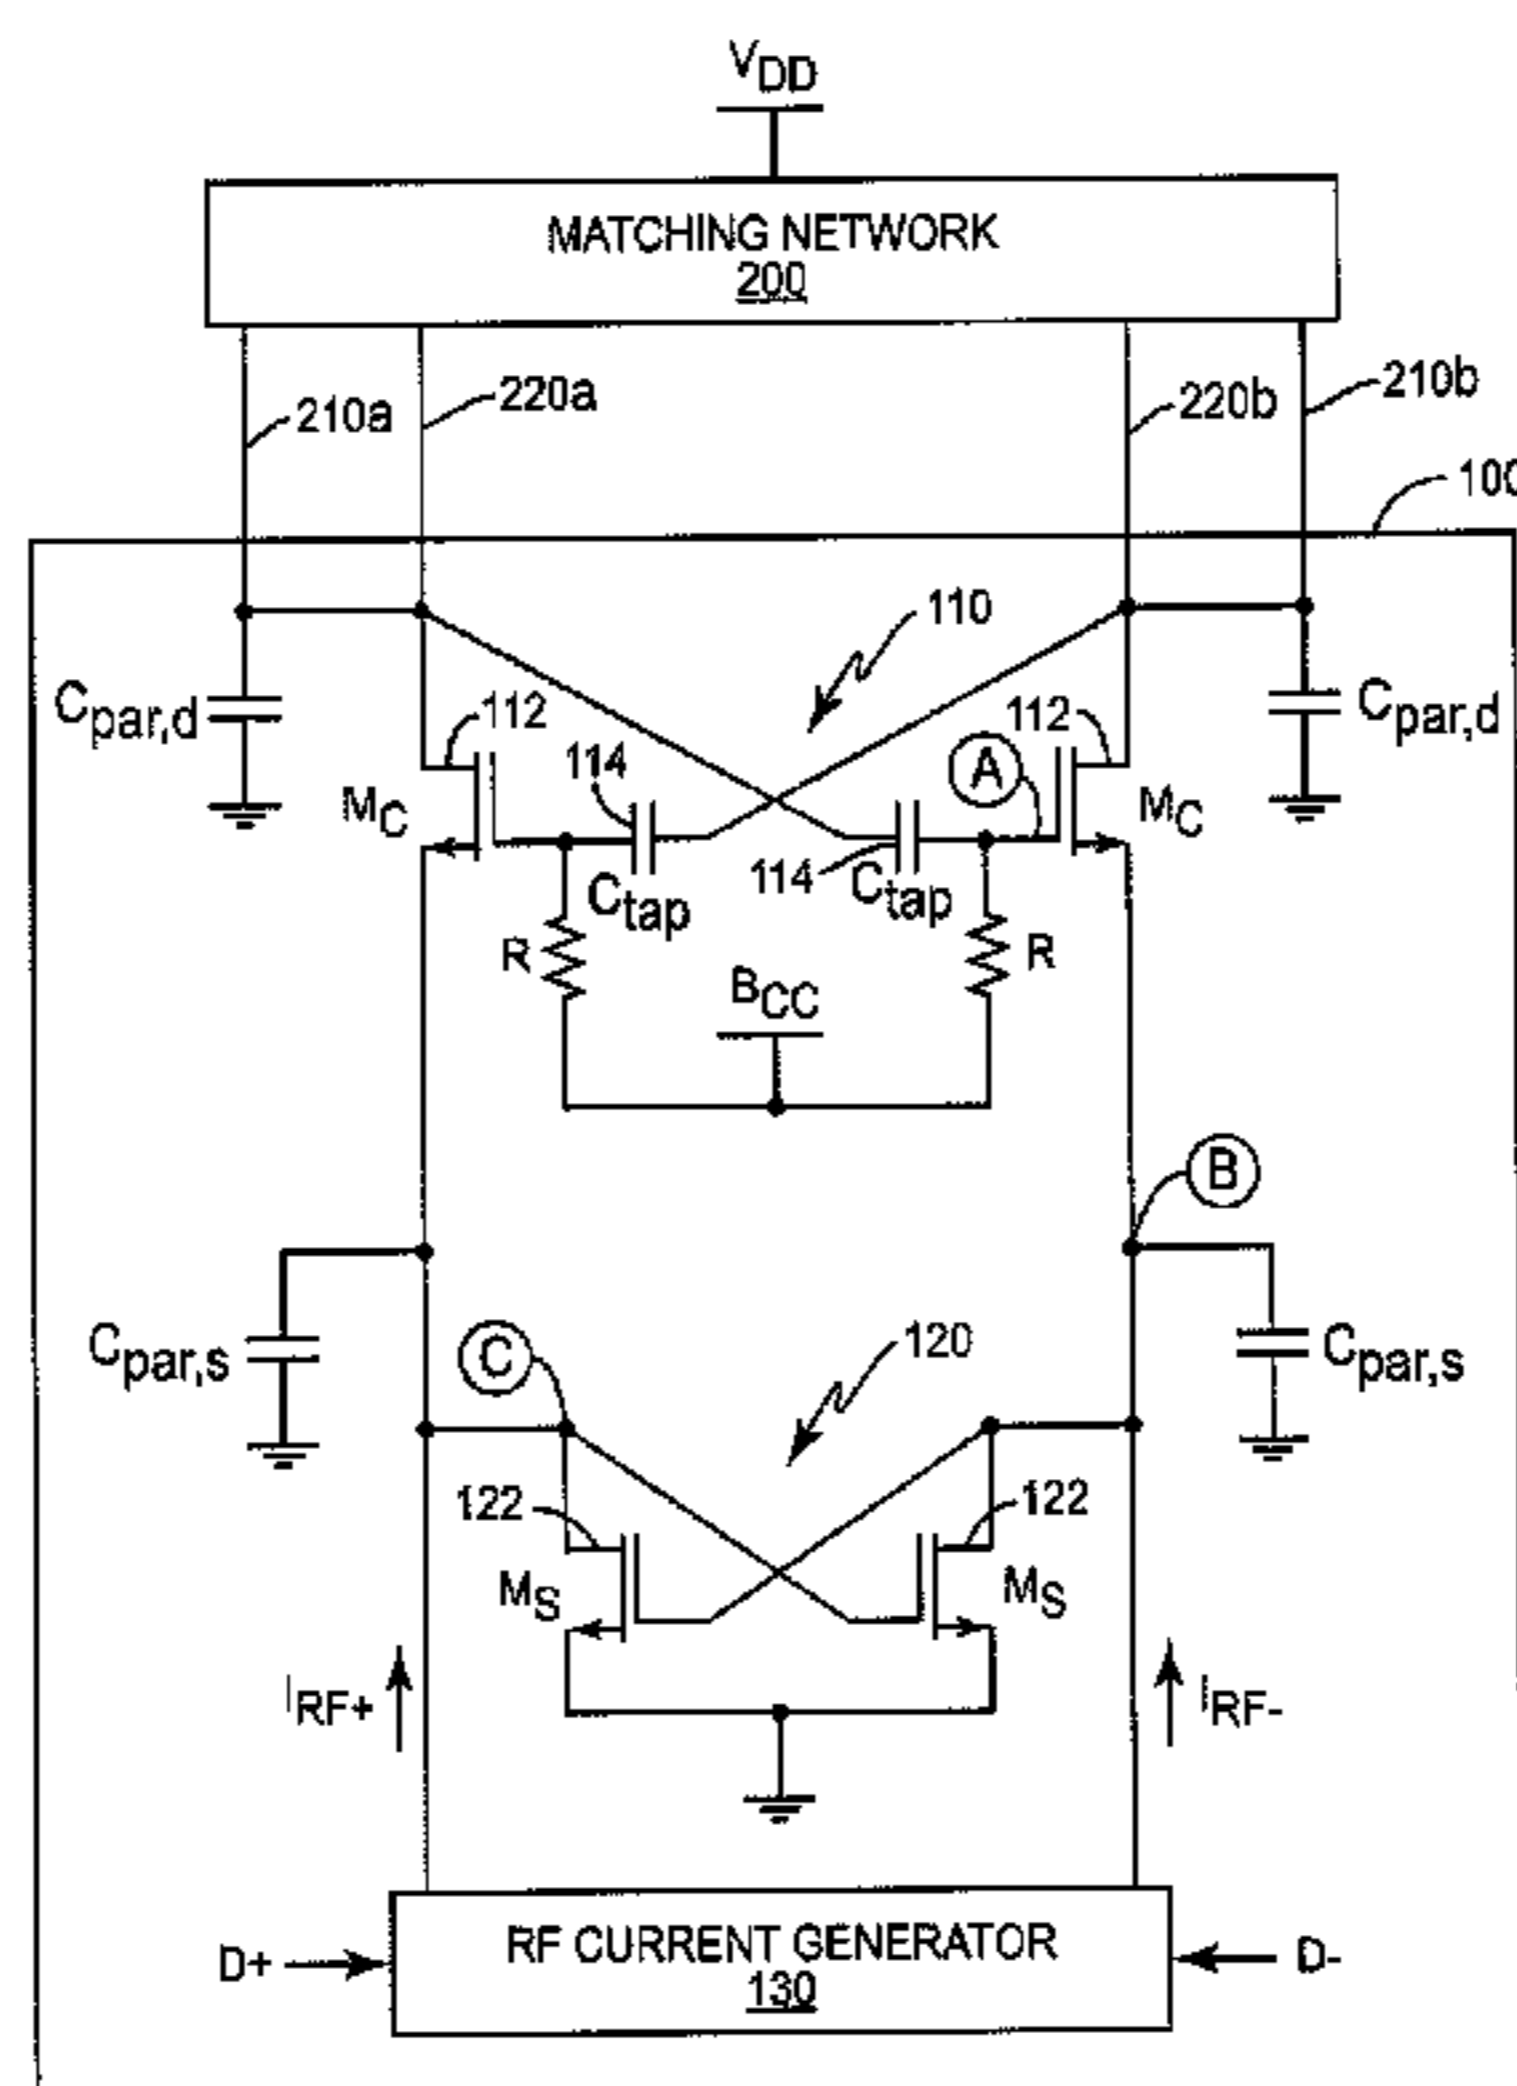 VDD
MATCHING NETWORK
200
210a
220a
220b
210b
110
Cpar,d
112
114
A
112
Cpar,d
MC
MC
114
Ctap
Ctap
R
R
BCC
B
Cpar,s
C
120
Cpar,s
122
122
MS
MS
IRF+
IRF-
RF CURRENT GENERATOR
130
D+
D-